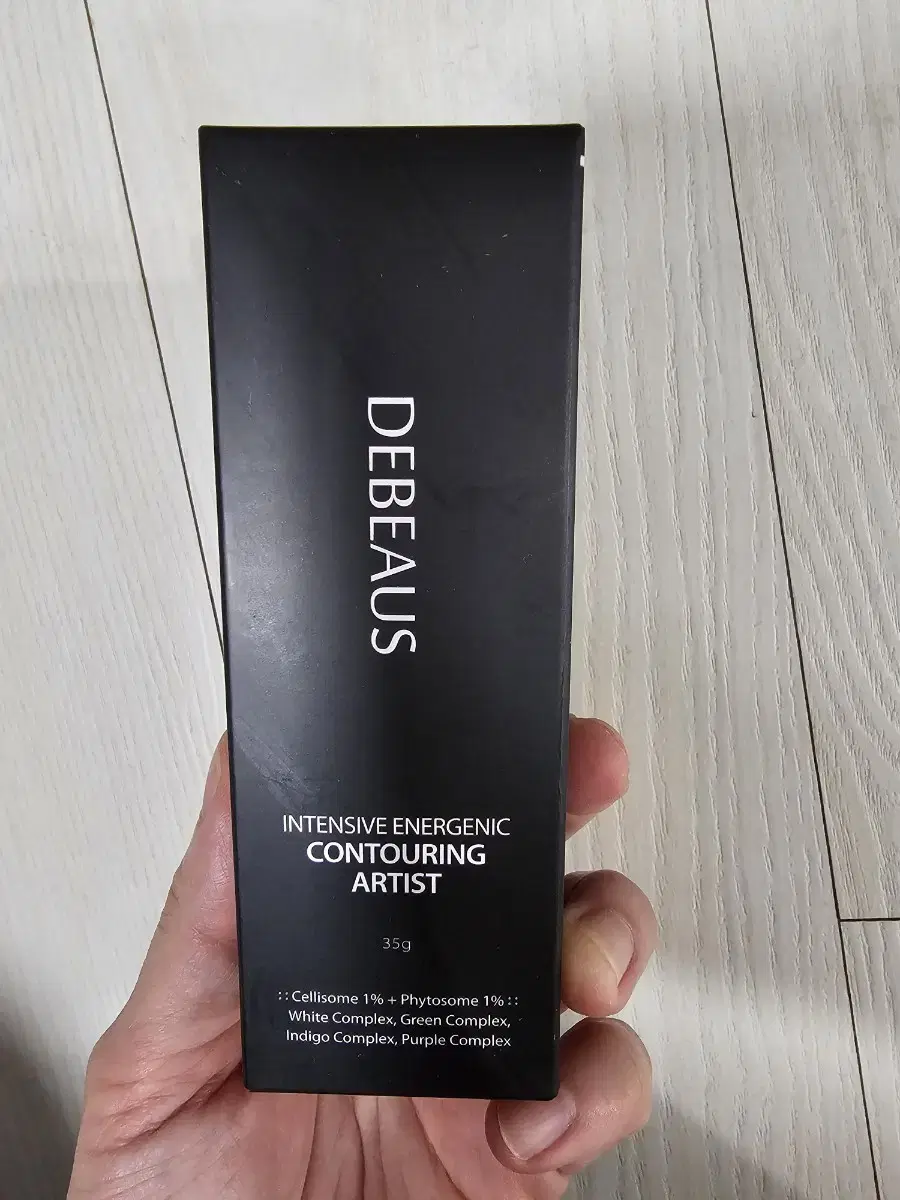 DEBEAUS
INTENSIVE ENERGENIC
CONTOURING
ARTIST
35g
:: Cellisome 1% + Phytosome 1% ::
White Complex, Green Complex,
Indigo Complex, Purple Complex